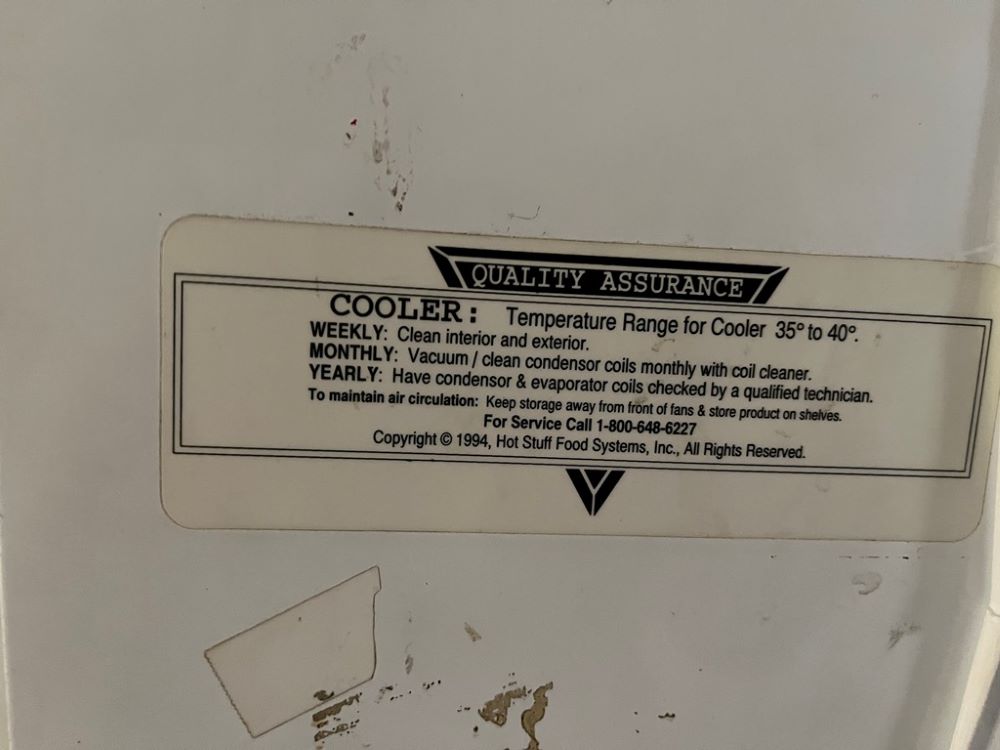 QUALITY ASSURANCE
COOLER: Temperature Range for Cooler 35° to 40°.
WEEKLY: Clean interior and exterior.
MONTHLY: Vacuum / clean condensor coils monthly with coil cleaner.
YEARLY: Have condensor & evaporator coils checked by a qualified technician.
To maintain air circulation: Keep storage away from front of fans & store product on shelves.
For Service Call 1-800-648-6227
Copyright © 1994, Hot Stuff Food Systems, Inc., All Rights Reserved.